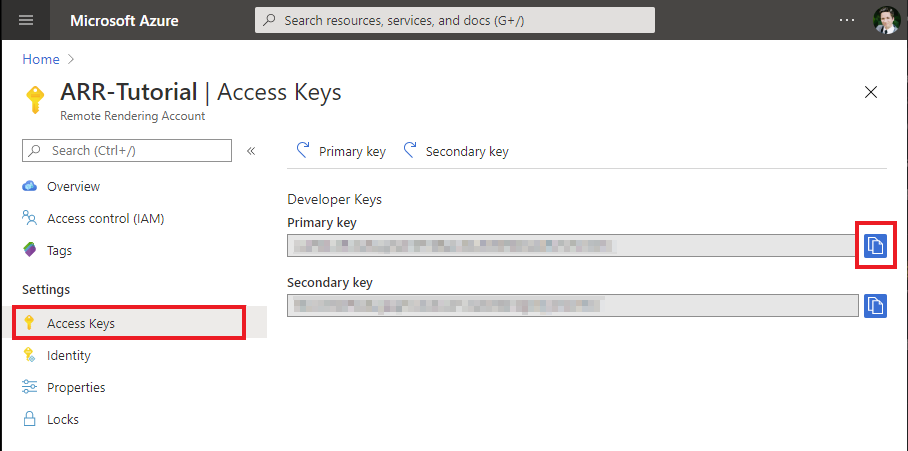 Microsoft Azure
Search resources, services, and docs (G+/)
Home
ARR-Tutorial | Access Keys
Remote Rendering Account
Search (Ctrl+/)
Primary key
Secondary key
Overview
Access control (IAM)
Tags
Settings
Access Keys
Identity
Properties
Locks
Developer Keys
Primary key
Secondary key